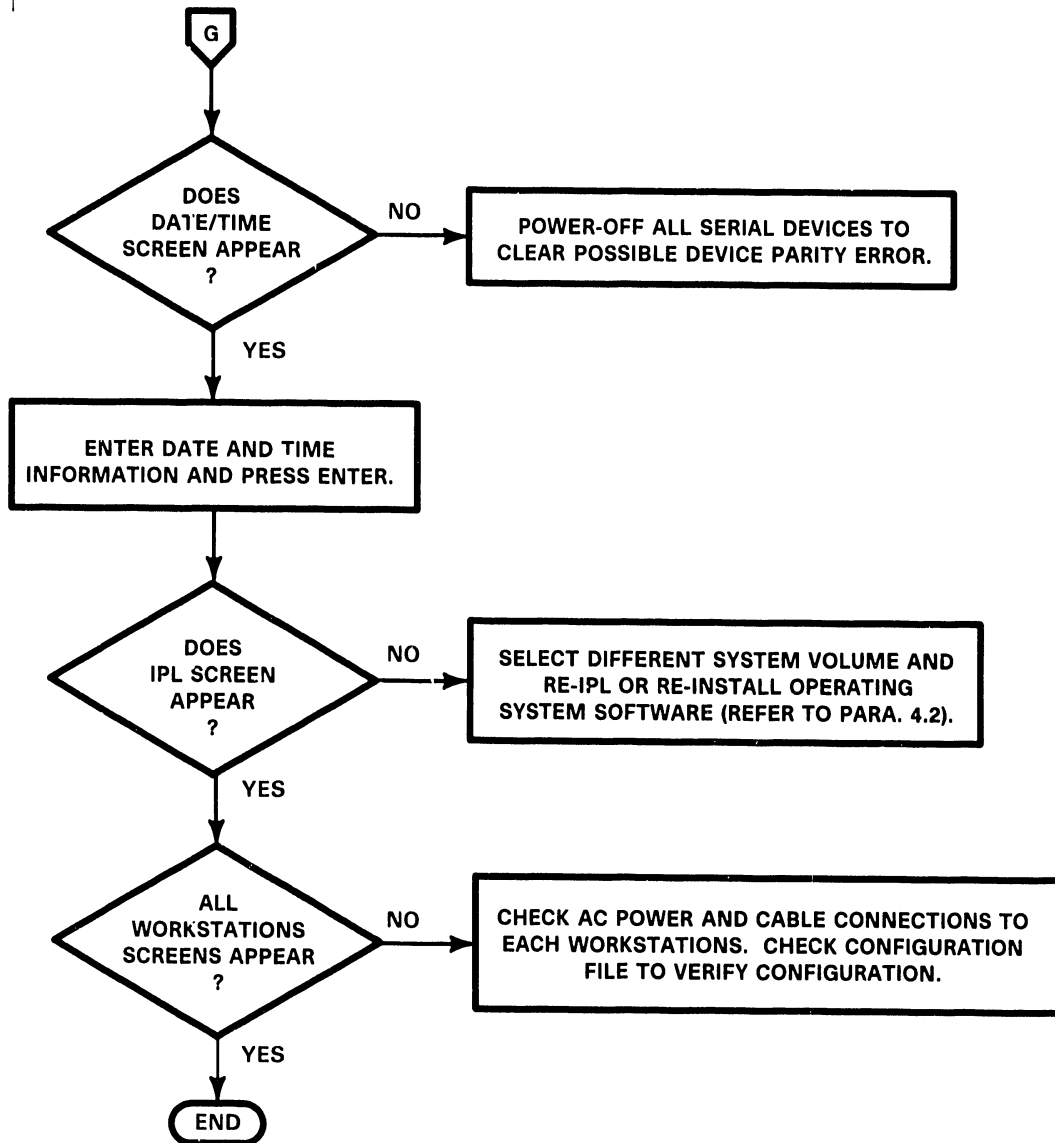 G
DOES
DATE/TIME
SCREEN APPEAR
?
NO
POWER-OFF ALL SERIAL DEVICES TO
CLEAR POSSIBLE DEVICE PARITY ERROR.
YES
ENTER DATE AND TIME
INFORMATION AND PRESS ENTER.
DOES
IPL SCREEN
APPEAR
?
NO
SELECT DIFFERENT SYSTEM VOLUME AND
RE-IPL OR RE-INSTALL OPERATING
SYSTEM SOFTWARE (REFER TO PARA. 4.2).
YES
ALL
WORKSTATIONS
SCREENS APPEAR
?
NO
CHECK AC POWER AND CABLE CONNECTIONS TO
EACH WORKSTATIONS. CHECK CONFIGURATION
FILE TO VERIFY CONFIGURATION.
YES
END